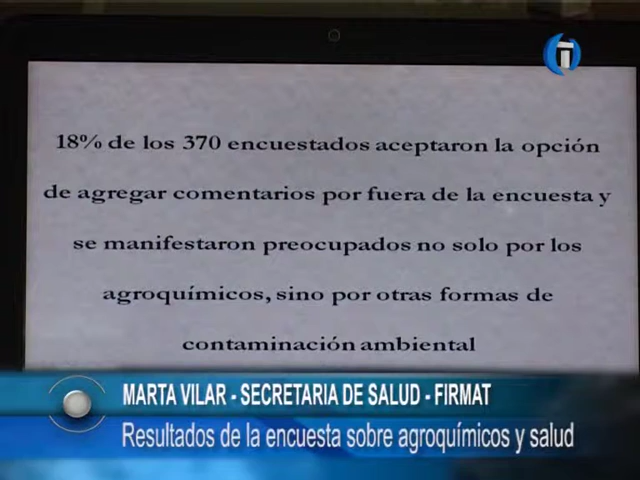 18% de los 370 encuestados aceptaron la opción
de agregar comentarios por fuera de la encuesta y
se manifestaron preocupados no solo por los
agroquímicos, sino por otras formas de
contaminación ambiental
MARTA VILAR - SECRETARIA DE SALUD - FIRMAT
Resultados de la encuesta sobre agroquímicos y salud